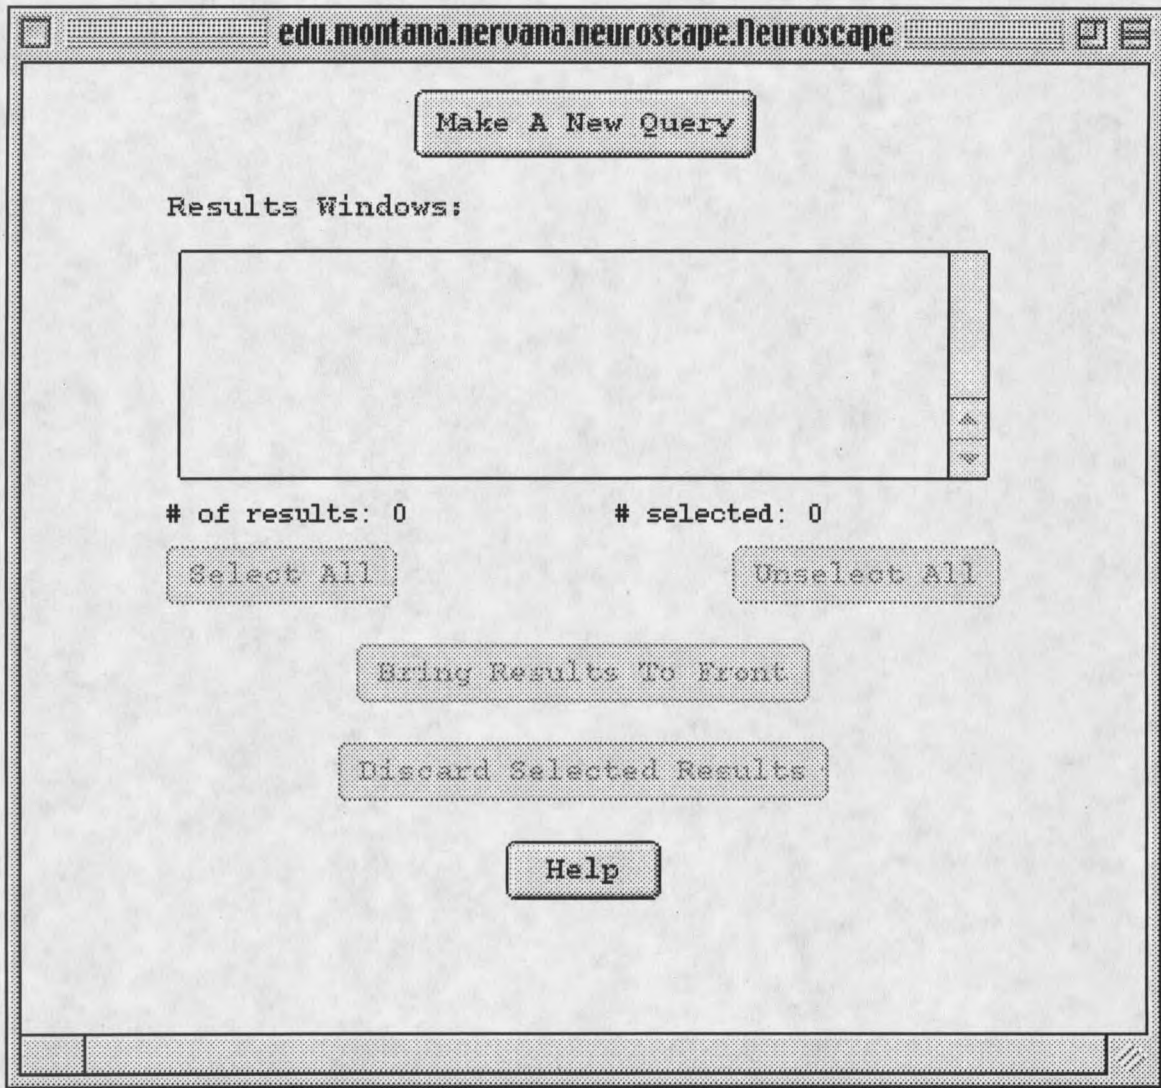 edu.montana.nervana.neuroscape.Neuroscape
Make A New Query
Results Windows:
# of results: 0 # selected: 0
Select All Unselect All
Bring Results To Front
Discard Selected Results
Help